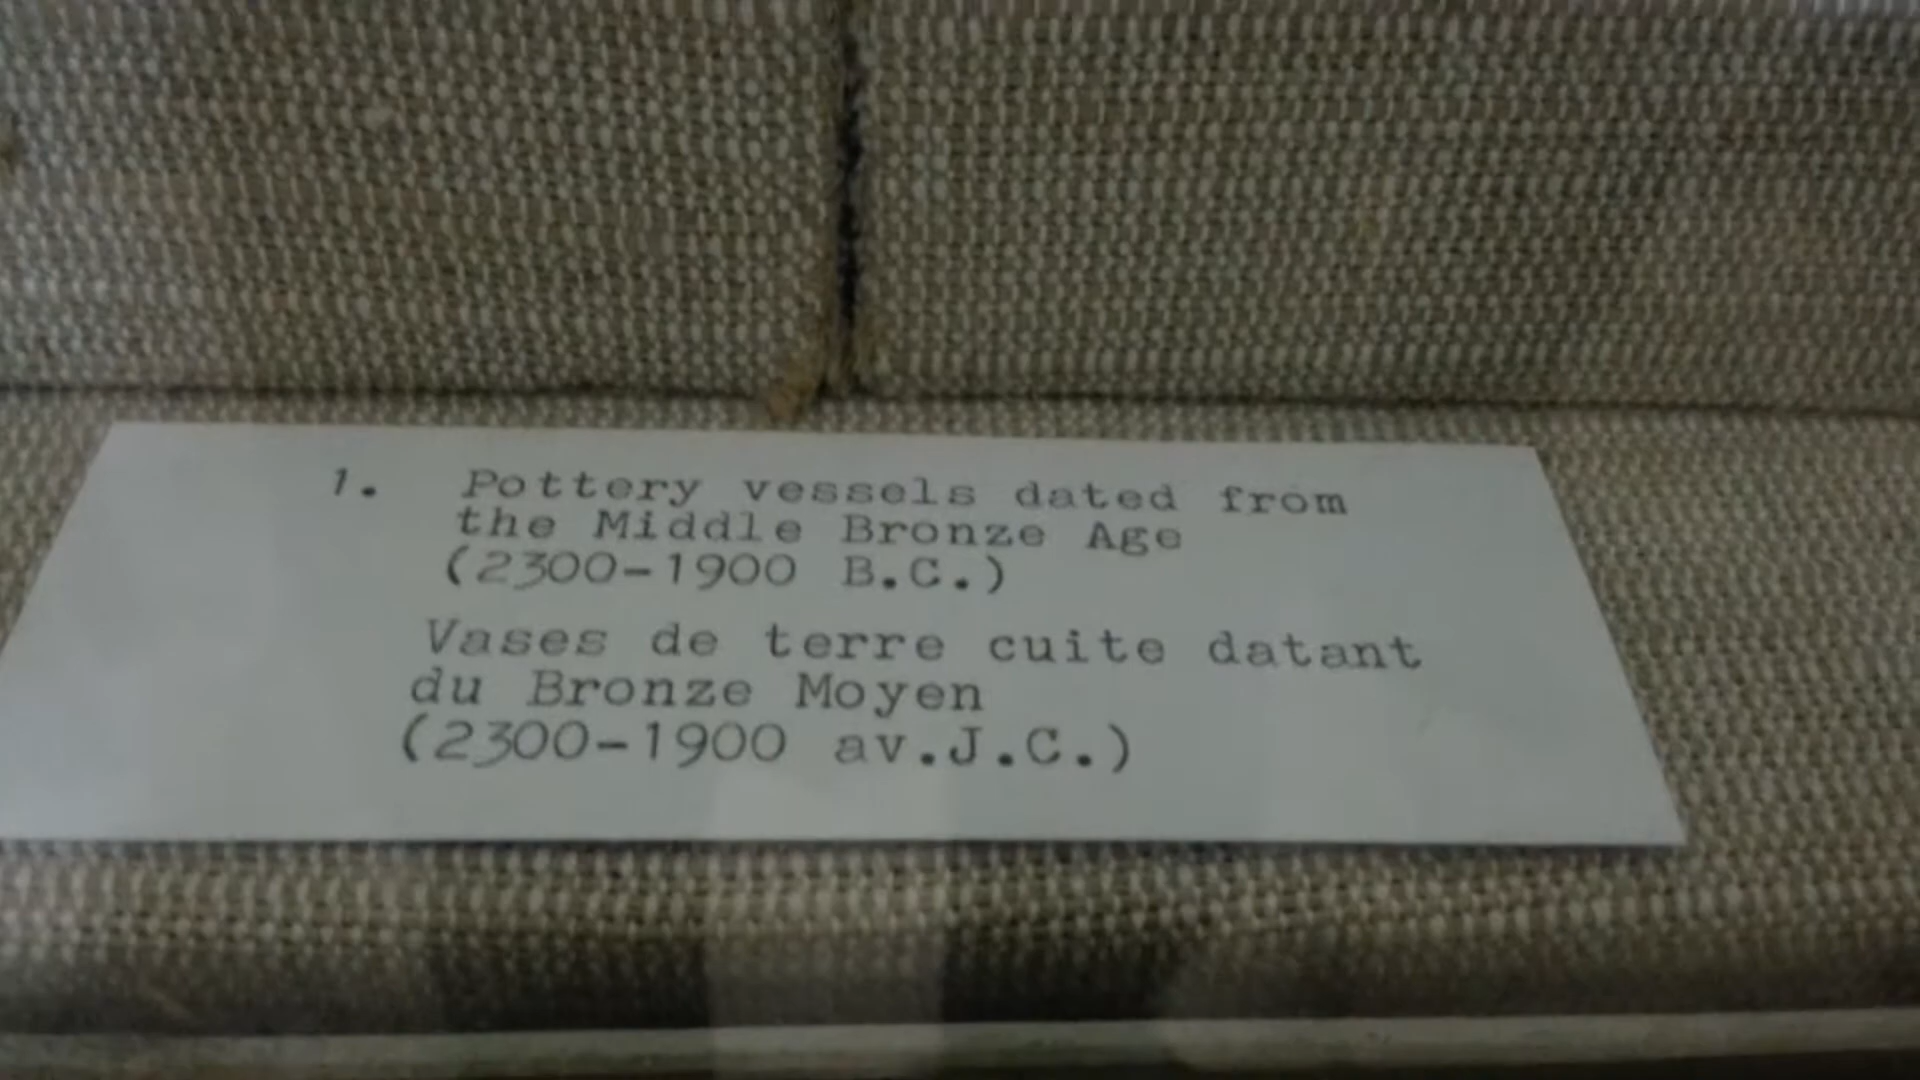 1. Pottery vessels dated from
the Middle Bronze Age
(2300-1900 B.C.)
Vases de terre cuite datant
du Bronze Moyen
(2300-1900 av.J.C.)